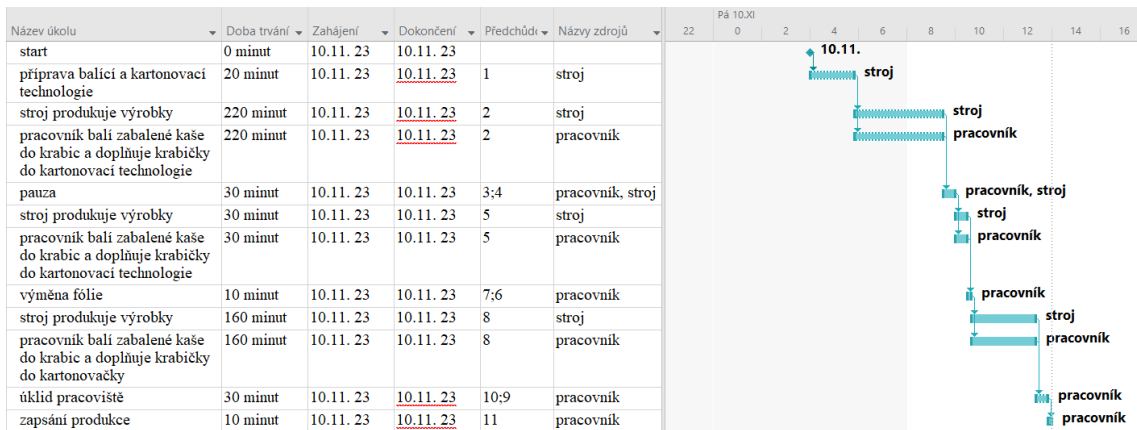 Pá 10.XI
Název úkolu Doba trvání Zahájení Dokončení Předchůdc Názvy zdrojů 22 0 2 4 6 8 10 12 14 16
start 0 minut 10.11. 23 10.11. 23 10.11.
příprava balící a kartonovací 20 minut 10.11. 23 10.11. 23 1 stroj stroj
technologie
stroj produkuje výrobky 220 minut 10.11. 23 10.11. 23 2 stroj stroj
pracovník balí zabalené kaše 220 minut 10.11. 23 10.11. 23 2 pracovník pracovník
do krabic a doplňuje krabičky
do kartonovací technologie
pauza 30 minut 10.11. 23 10.11. 23 3;4 pracovník, stroj pracovník, stroj
stroj produkuje výrobky 30 minut 10.11. 23 10.11. 23 5 stroj stroj
pracovník balí zabalené kaše 30 minut 10.11. 23 10.11. 23 5 pracovník pracovník
do krabic a doplňuje krabičky
do kartonovací technologie
výměna fólie 10 minut 10.11. 23 10.11. 23 7;6 pracovník pracovník
stroj produkuje výrobky 160 minut 10.11. 23 10.11. 23 8 stroj stroj
pracovník balí zabalené kaše 160 minut 10.11. 23 10.11. 23 8 pracovník pracovník
do krabic a doplňuje krabičky
do kartonovačky
úklid pracoviště 30 minut 10.11. 23 10.11. 23 10;9 pracovník pracovník
zapsání produkce 10 minut 10.11. 23 10.11. 23 11 pracovník pracovník